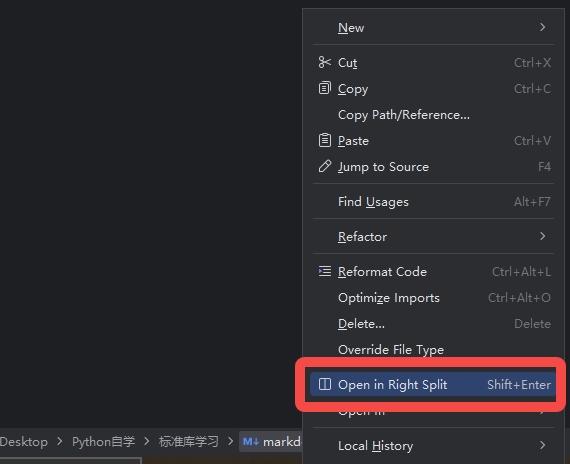 New
Cut Ctrl+X
Copy Ctrl+C
Copy Path/Reference...
Paste Ctrl+V
Jump to Source F4
Find Usages Alt+F7
Refactor
Reformat Code Ctrl+Alt+L
Optimize Imports Ctrl+Alt+O
Delete... Delete
Override File Type
Open in Right Split Shift+Enter
Open In
Desktop > Python自学 > 标准库学习 > M↓
Local History